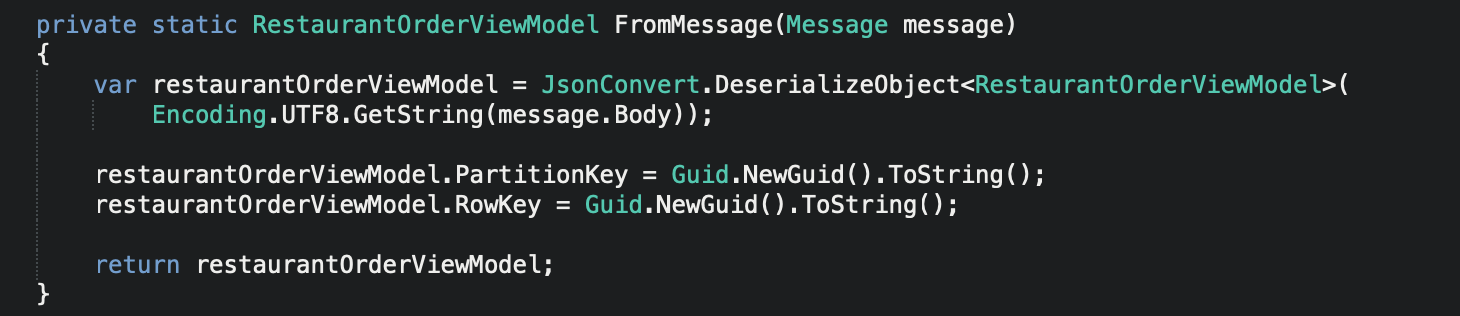 private static RestaurantOrderViewModel FromMessage(Message message)
{
    var restaurantOrderViewModel = JsonConvert.DeserializeObject<RestaurantOrderViewModel>(
        Encoding.UTF8.GetString(message.Body));

    restaurantOrderViewModel.PartitionKey = Guid.NewGuid().ToString();
    restaurantOrderViewModel.RowKey = Guid.NewGuid().ToString();

    return restaurantOrderViewModel;
}